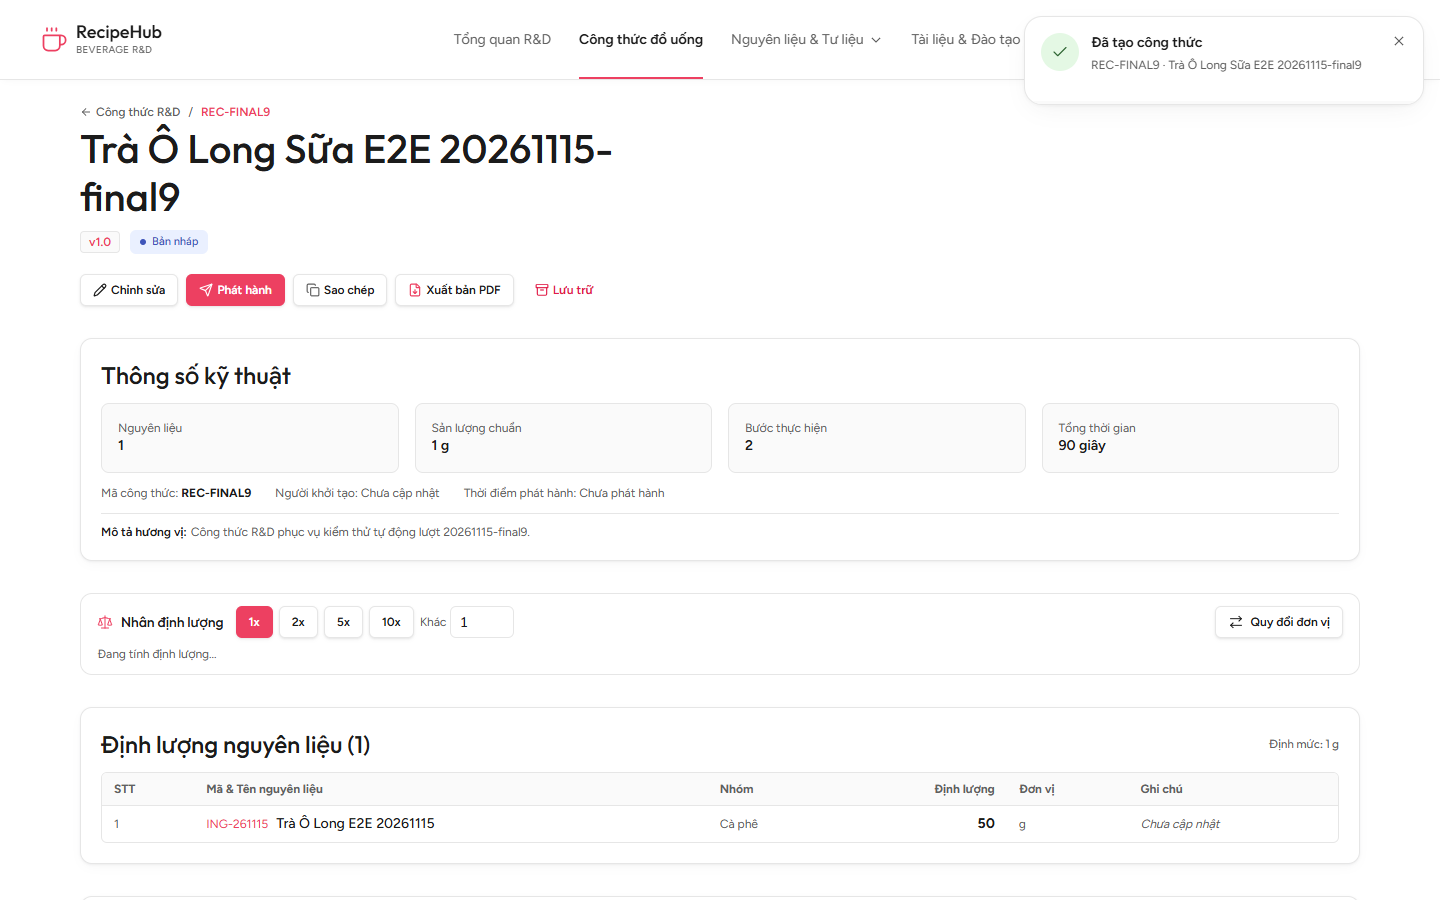 RecipeHub
BEVERAGE R&D
Tổng quan R&D
Công thức đồ uống
Nguyên liệu & Tư liệu
Tài liệu & Đào tạo
Đã tạo công thức
REC-FINAL9 · Trà Ô Long Sữa E2E 20261115-final9
Công thức R&D / REC-FINAL9
Trà Ô Long Sữa E2E 20261115-
final9
v1.0
Bản nháp
Chỉnh sửa
Phát hành
Sao chép
Xuất bản PDF
Lưu trữ
Thông số kỹ thuật
Nguyên liệu
1
Sản lượng chuẩn
1 g
Bước thực hiện
2
Tổng thời gian
90 giây
Mã công thức: REC-FINAL9
Người khởi tạo: Chưa cập nhật
Thời điểm phát hành: Chưa phát hành
Mô tả hương vị: Công thức R&D phục vụ kiểm thử tự động lượt 20261115-final9.
Nhân định lượng
1x
2x
5x
10x
Khác
1
Quy đổi đơn vị
Đang tính định lượng...
Định lượng nguyên liệu (1)
Định mức: 1 g
STT
Mã & Tên nguyên liệu
Nhóm
Định lượng
Đơn vị
Ghi chú
1
ING-261115 Trà Ô Long E2E 20261115
Cà phê
50
g
Chưa cập nhật